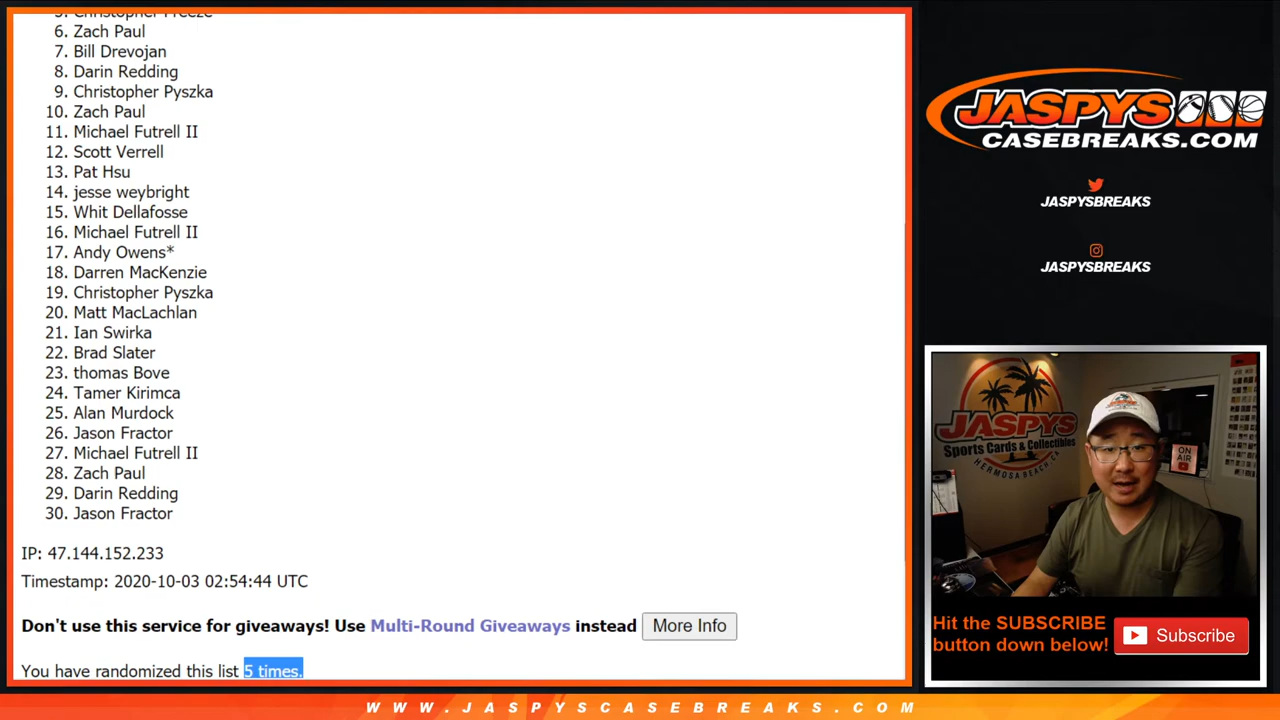 5. Christopher Freeze
6. Zach Paul
7. Bill Drevojan
8. Darin Redding
9. Christopher Pyszka
10. Zach Paul
11. Michael Futrell II
12. Scott Verrell
13. Pat Hsu
14. jesse weybright
15. Whit Dellafosse
16. Michael Futrell II
17. Andy Owens*
18. Darren MacKenzie
19. Christopher Pyszka
20. Matt MacLachlan
21. Ian Swirka
22. Brad Slater
23. thomas Bove
24. Tamer Kirimca
25. Alan Murdock
26. Jason Fractor
27. Michael Futrell II
28. Zach Paul
29. Darin Redding
30. Jason Fractor
IP: 47.144.152.233
Timestamp: 2020-10-03 02:54:44 UTC
Don't use this service for giveaways! Use Multi-Round Giveaways instead More Info
You have randomized this list 5 times.
JASPYS
CASEBREAKS.COM
JASPYSBREAKS
JASPYSBREAKS
JASPYS
Sports Cards & Collectibles
HERMOSA BEACH, CA
ON AIR
Hit the SUBSCRIBE
button down below!
Subscribe
WWW.JASPYSCASEBREAKS.COM